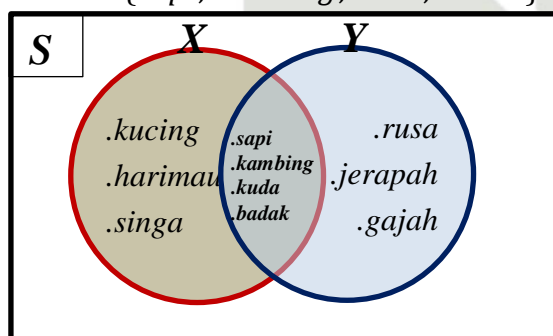 S
X
Y
.kucing
.harimau
.singa
.sapi
.kambing
.kuda
.badak
.rusa
.jerapah
.gajah